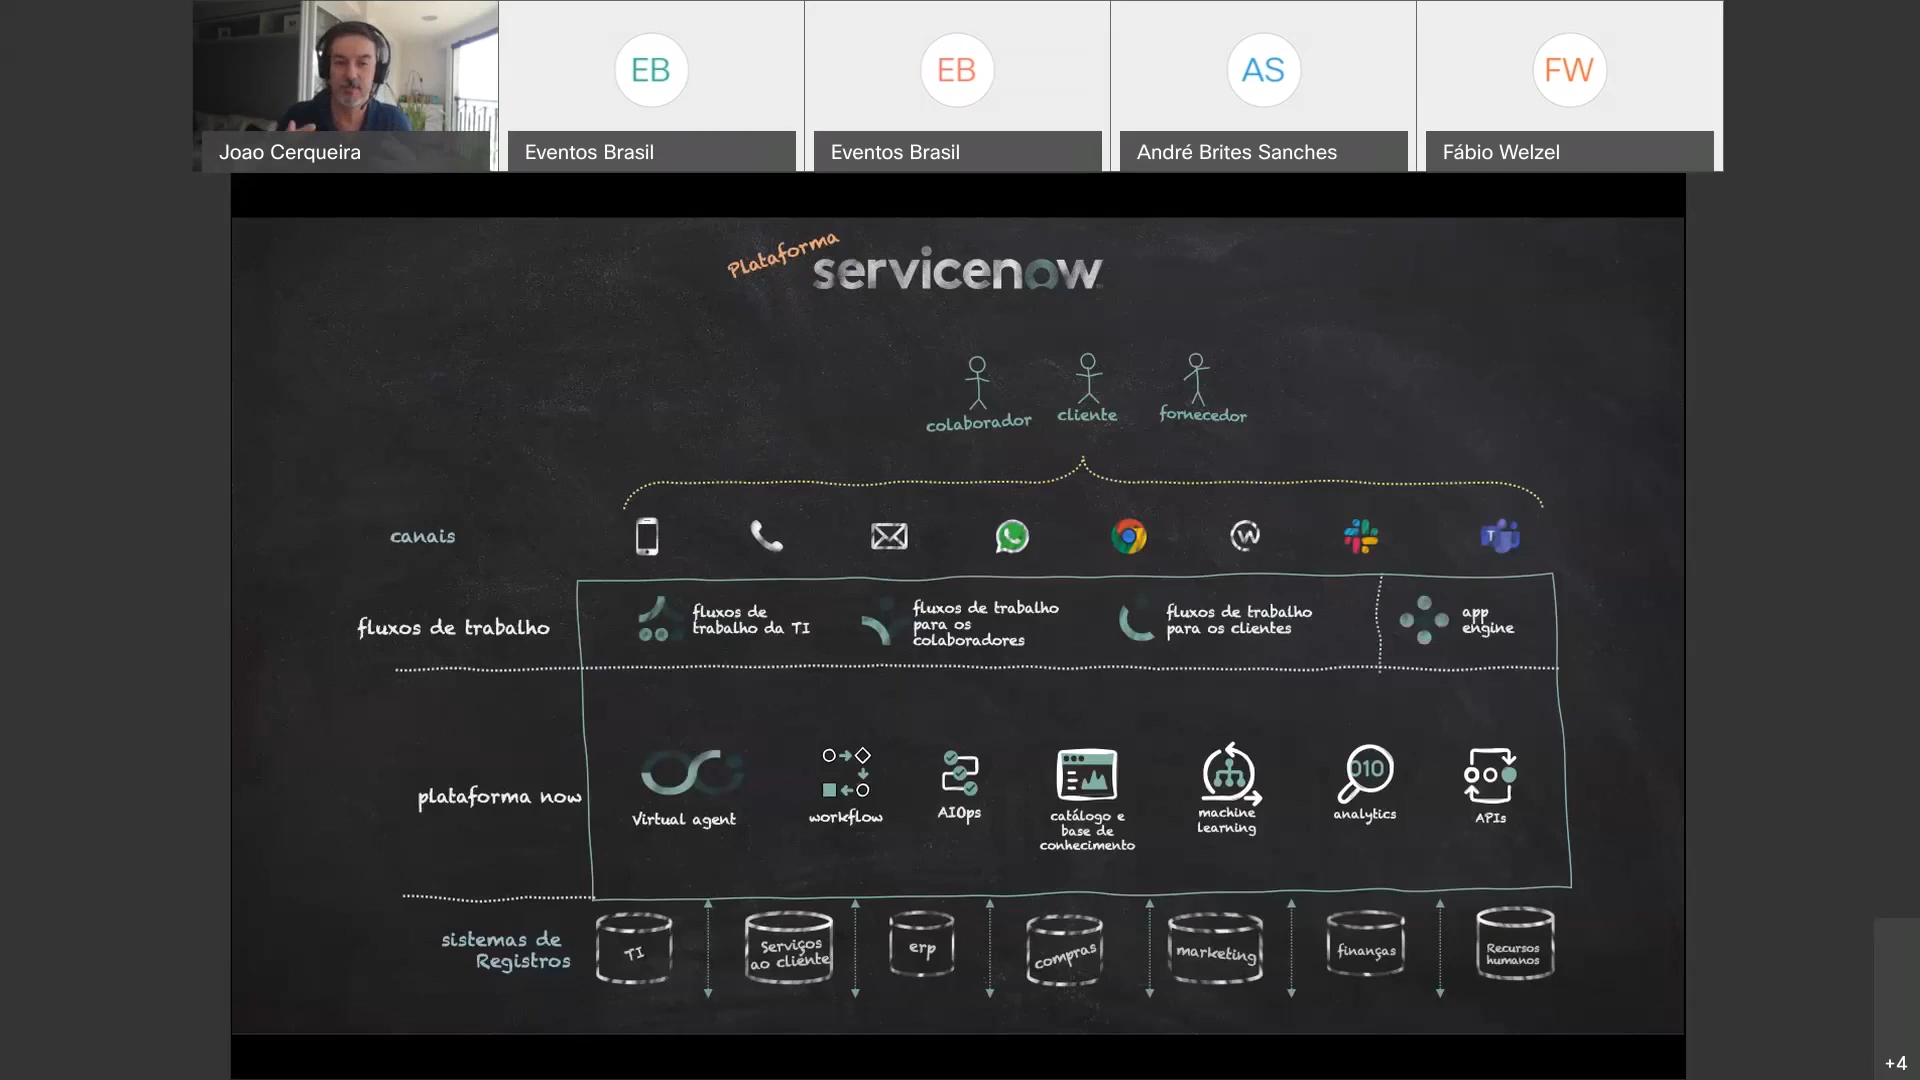 EB
EB
AS
FW
Joao Cerqueira
Eventos Brasil
Eventos Brasil
André Brites Sanches
Fábio Welzel
Plataforma
servicenow
colaborador
cliente
fornecedor
canais
T
fluxos de trabalho
fluxos de
trabalho da TI
fluxos de trabalho
para os
colaboradores
fluxos de trabalho
para os clientes
app
engine
plataforma now
Virtual agent
workflow
AIOps
catálogo e
base de
conhecimento
machine
learning
010
analytics
APIs
sistemas de
Registros
TI
Serviços
ao cliente
erp
compras
marketing
finanças
Recursos
humanos
+4